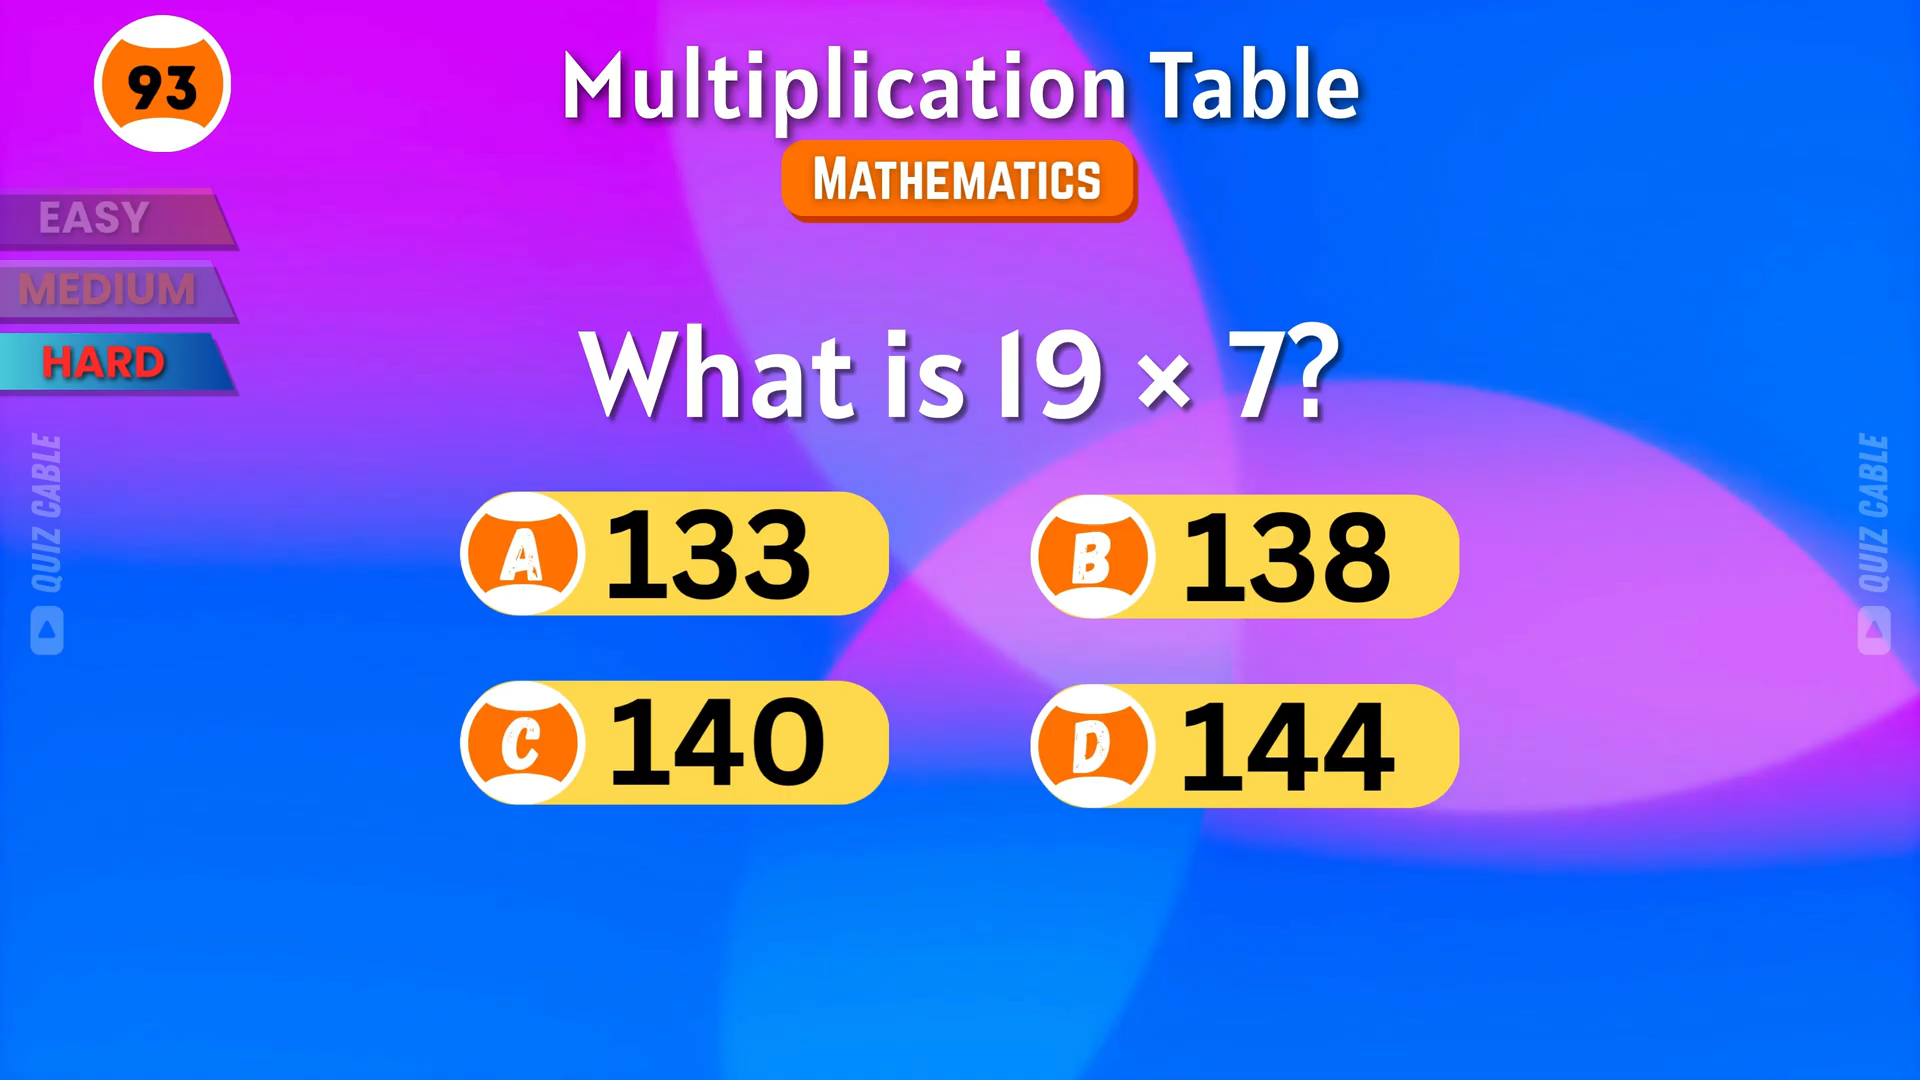 93
Multiplication Table
MATHEMATICS
EASY
MEDIUM
HARD
What is 19 × 7?
A 133
B 138
C 140
D 144
QUIZ CABLE
QUIZ CABLE